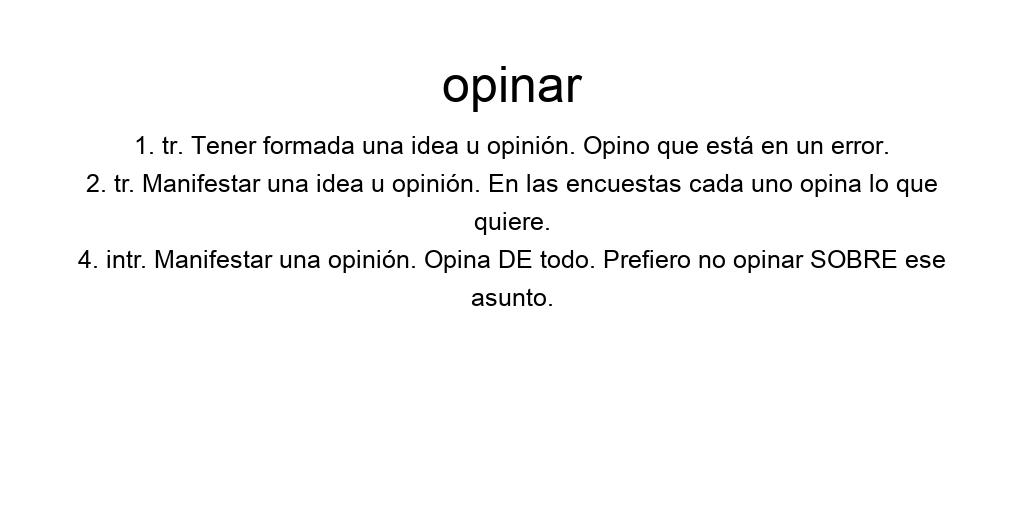 opinar
1. tr. Tener formada una idea u opinión. Opino que está en un error.
2. tr. Manifestar una idea u opinión. En las encuestas cada uno opina lo que
quiere.
4. intr. Manifestar una opinión. Opina DE todo. Prefiero no opinar SOBRE ese
asunto.